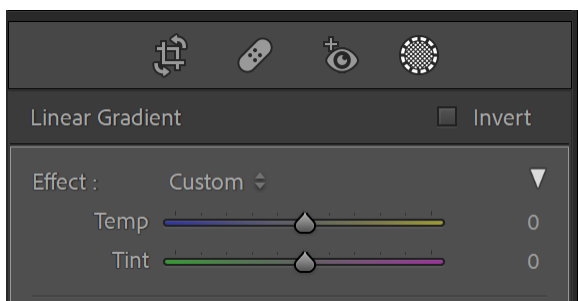 Linear Gradient Invert
Effect : Custom
Temp 0
Tint 0